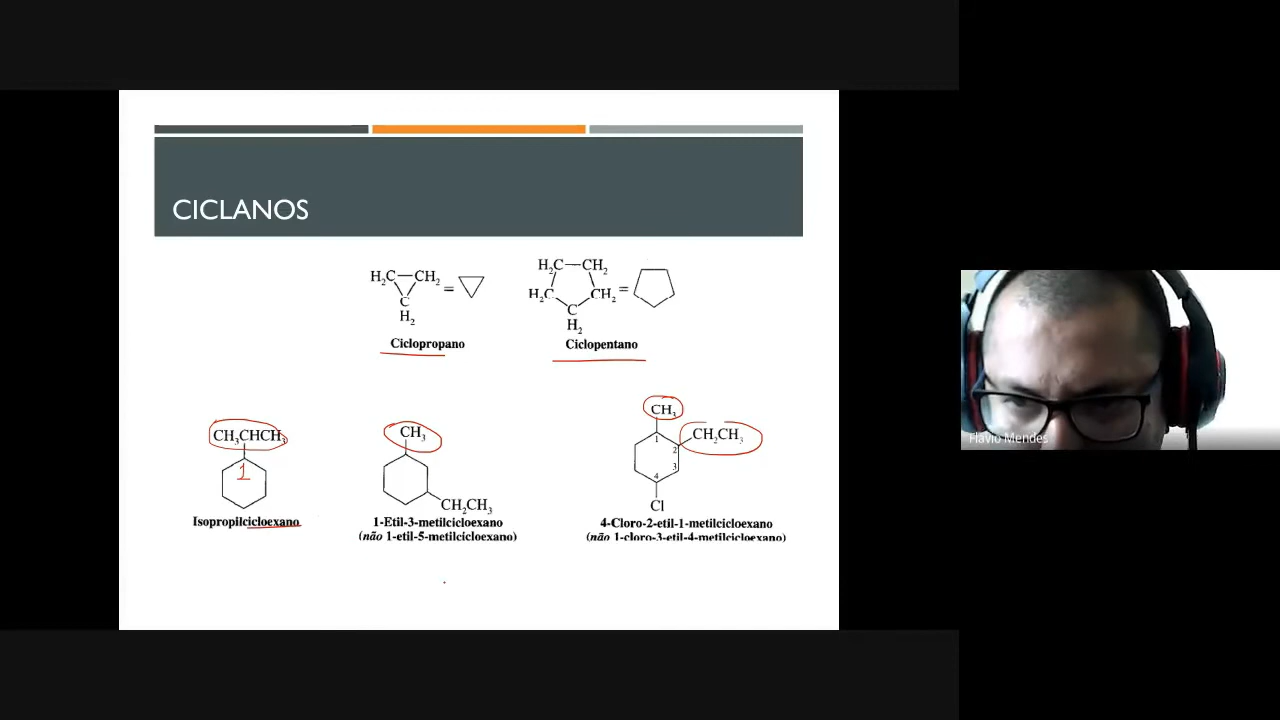 CICLANOS
H₂C—CH₂
C
H₂
=
Ciclopropano
H₂C—CH₂
H₂C CH₂
C
H₂
=
Ciclopentano
CH₃CHCH₃
1
Isopropilcicloexano
CH₃
CH₂CH₃
1-Etil-3-metilcicloexano
(não 1-etil-5-metilcicloexano)
CH₃
CH₂CH₃
1
2
3
4
Cl
4-Cloro-2-etil-1-metilcicloexano
(não 1-cloro-3-etil-4-metilcicloexano)
Flavio Mendes